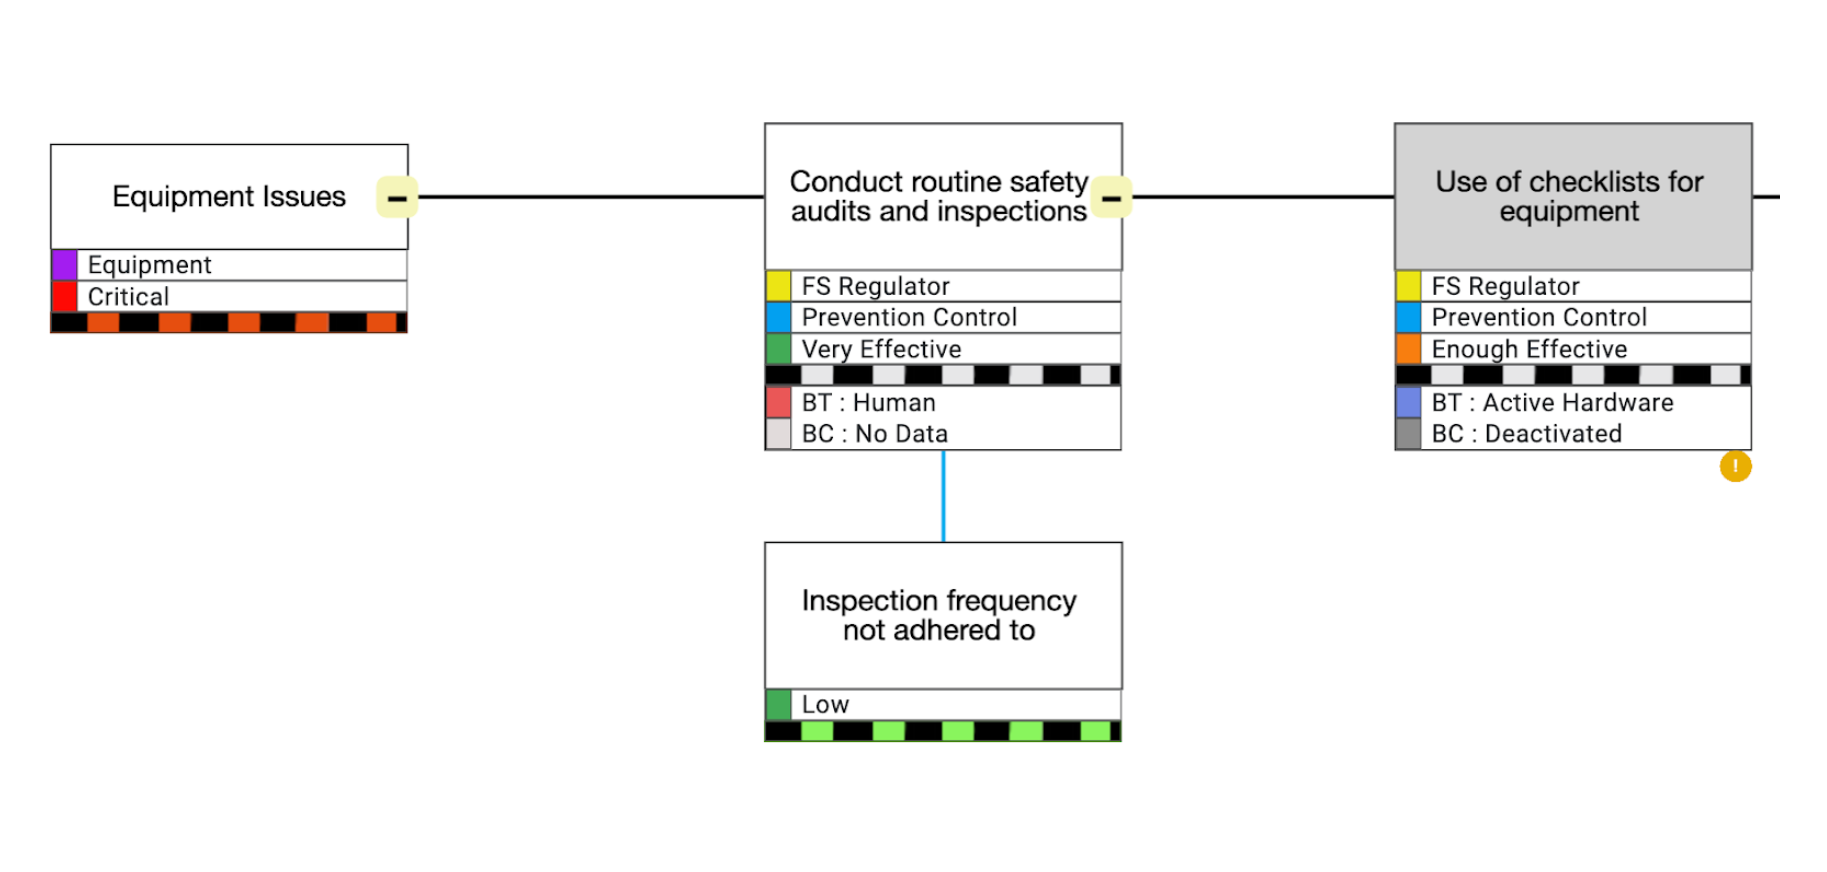 Equipment Issues
Equipment
Critical
Conduct routine safety
audits and inspections
FS Regulator
Prevention Control
Very Effective
BT : Human
BC : No Data
Use of checklists for
equipment
FS Regulator
Prevention Control
Enough Effective
BT : Active Hardware
BC : Deactivated
!
Inspection frequency
not adhered to
Low